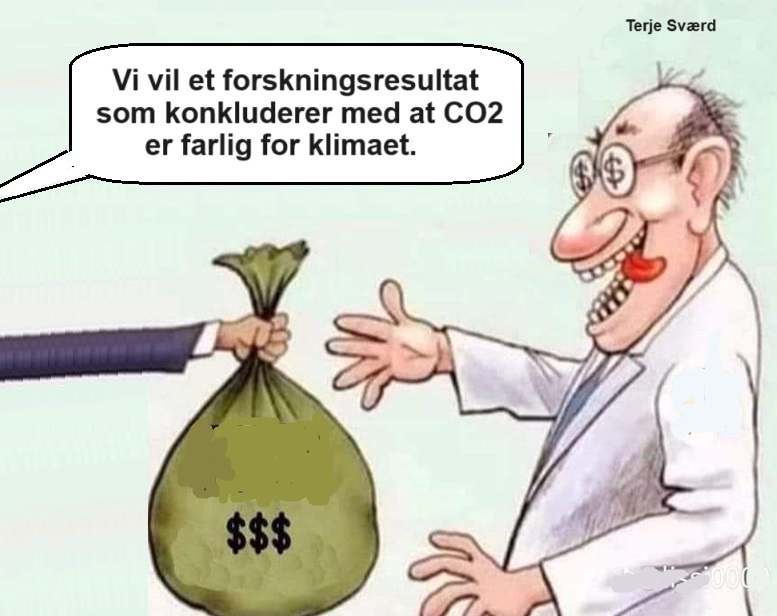 Terje Sværd
Vi vil et forskningsresultat
som konkluderer med at CO2
er farlig for klimaet.
$ $
$$$